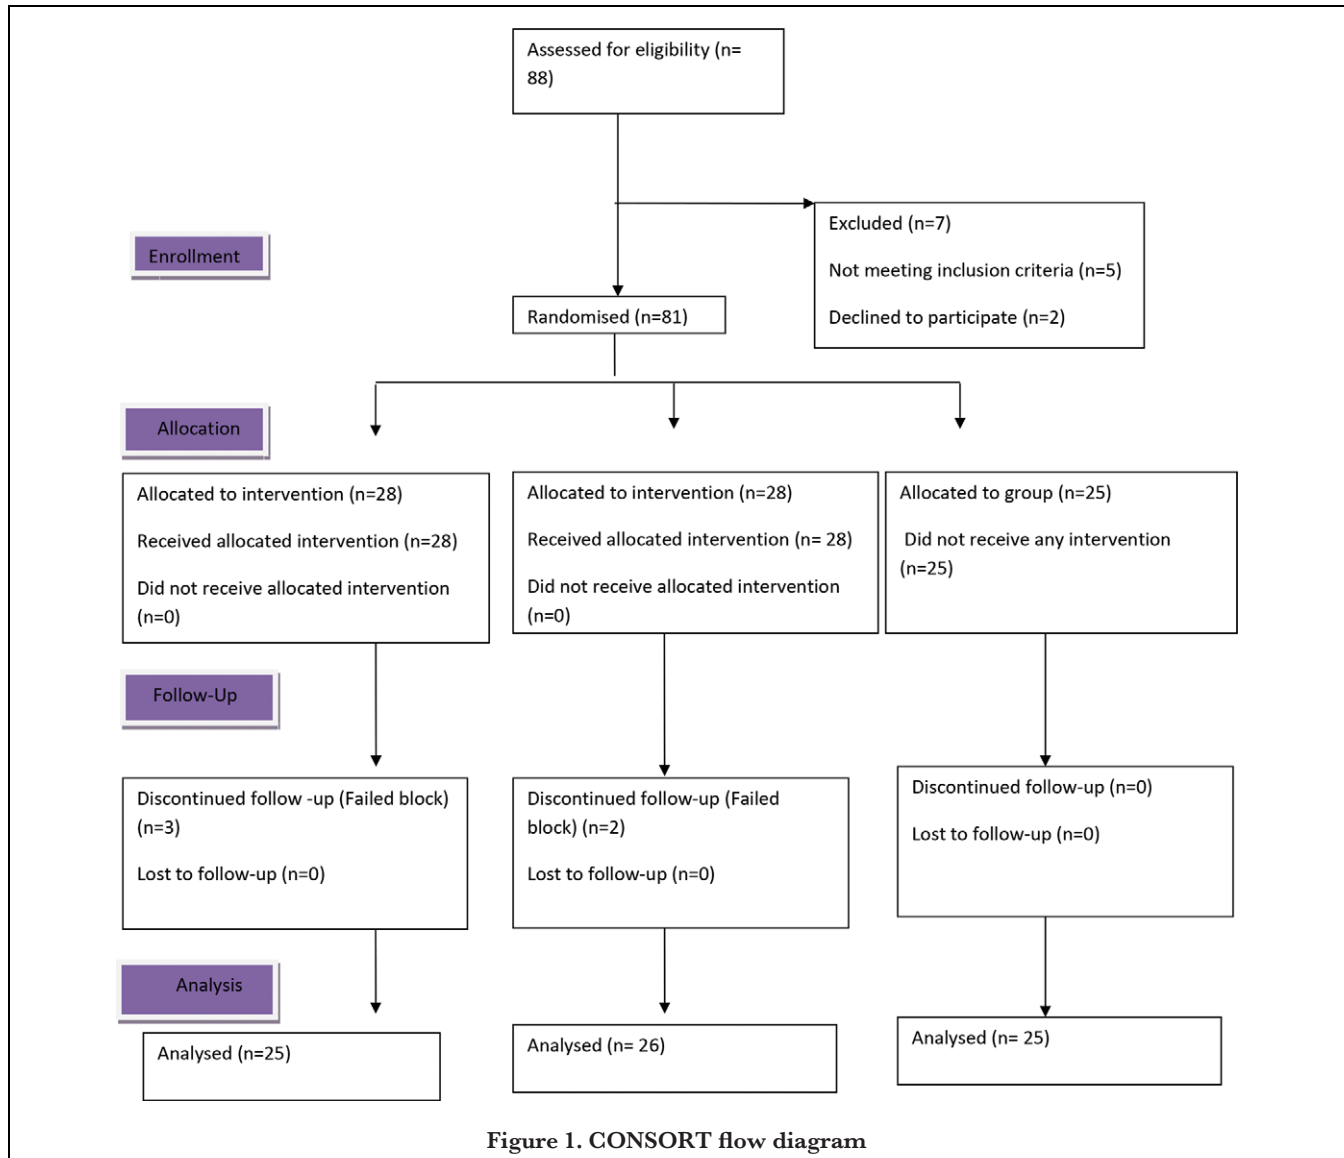 Assessed for eligibility (n=
88)
Excluded (n=7)
Not meeting inclusion criteria (n=5)
Declined to participate (n=2)
Enrollment
Randomised (n=81)
Allocation
Allocated to intervention (n=28)
Received allocated intervention (n=28)
Did not receive allocated intervention
(n=0)
Allocated to intervention (n=28)
Received allocated intervention (n= 28)
Did not receive allocated intervention
(n=0)
Allocated to group (n=25)
Did not receive any intervention
(n=25)
Follow-Up
Discontinued follow -up (Failed block)
(n=3)
Lost to follow-up (n=0)
Discontinued follow-up (Failed
block) (n=2)
Lost to follow-up (n=0)
Discontinued follow-up (n=0)
Lost to follow-up (n=0)
Analysis
Analysed (n=25)
Analysed (n= 26)
Analysed (n= 25)
Figure 1. CONSORT flow diagram